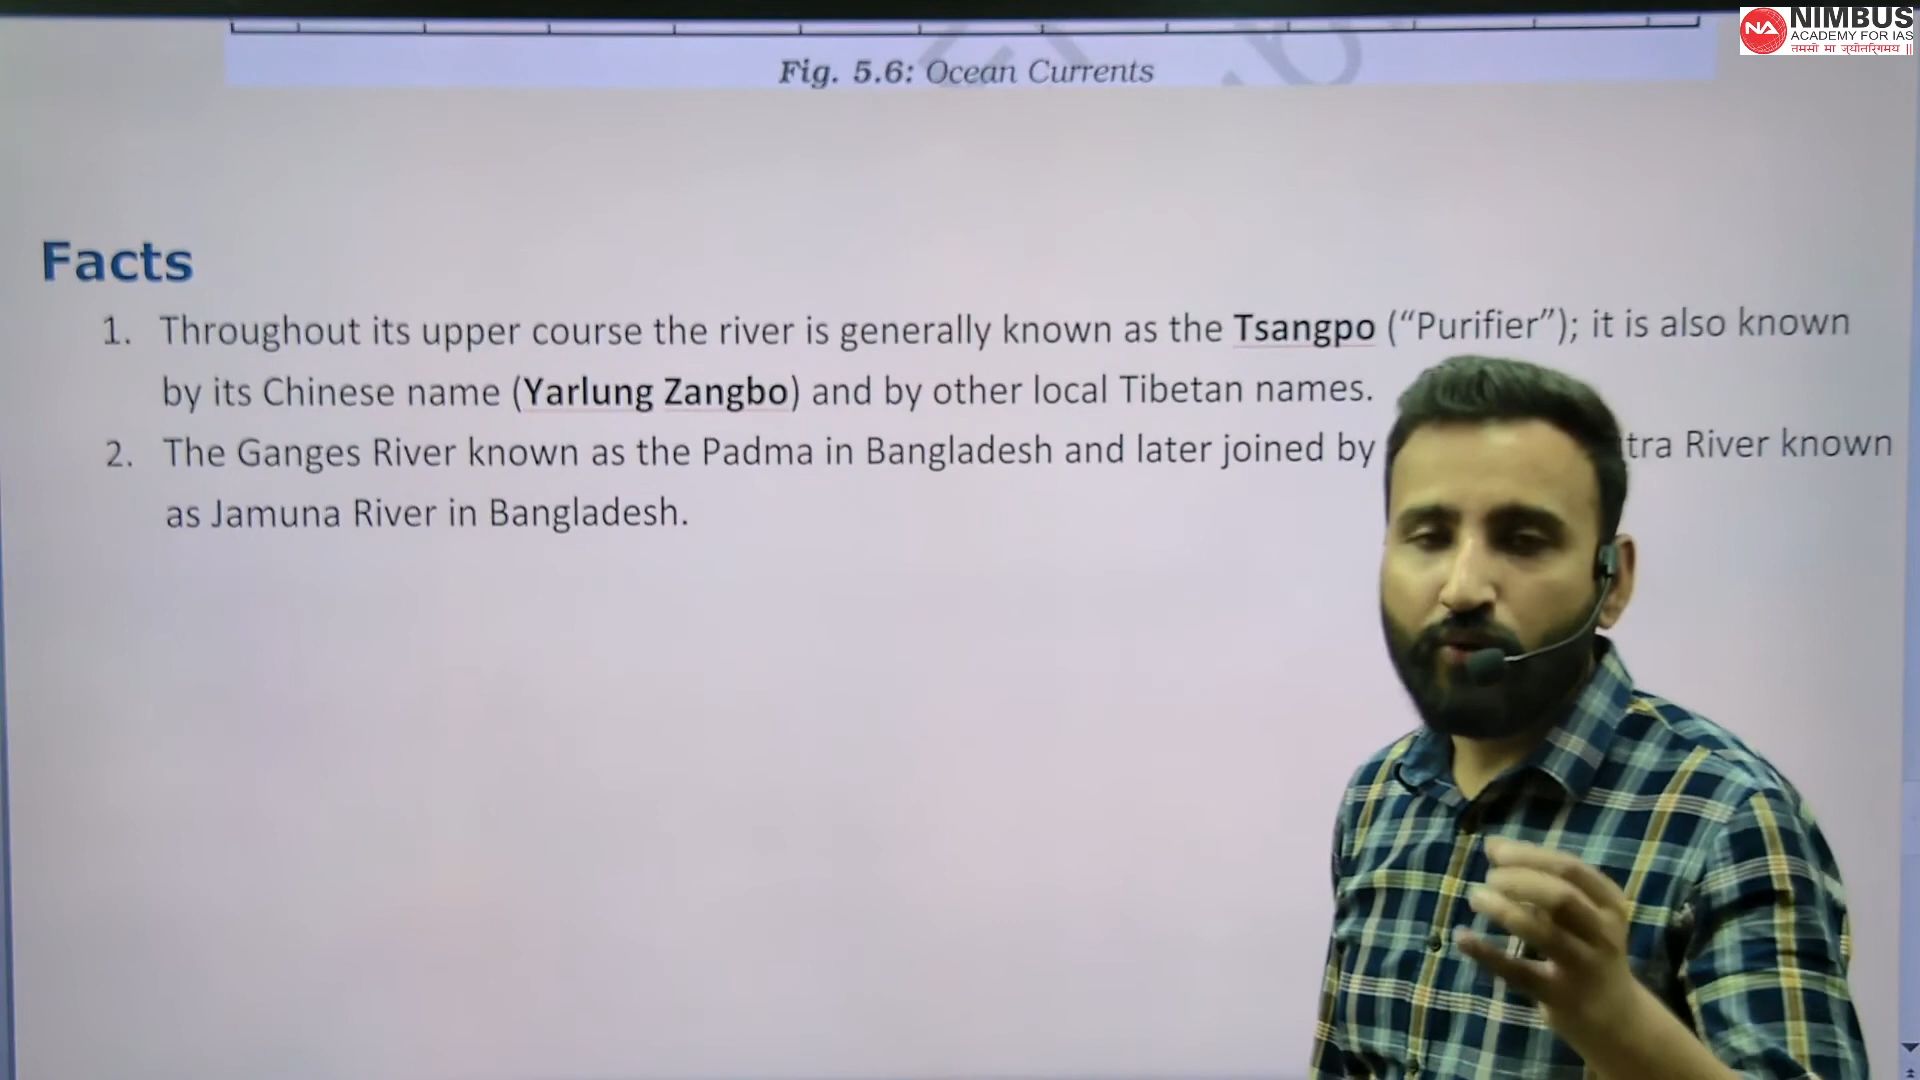 NIMBUS
ACADEMY FOR IAS
तमसो मा ज्योतिर्गमय ||
Fig. 5.6: Ocean Currents
Facts
1. Throughout its upper course the river is generally known as the Tsangpo (“Purifier”); it is also known
by its Chinese name (Yarlung Zangbo) and by other local Tibetan names.
2. The Ganges River known as the Padma in Bangladesh and later joined by tra River known
as Jamuna River in Bangladesh.